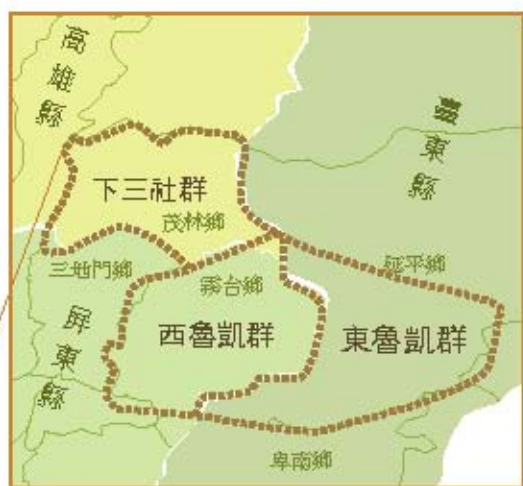 高雄縣
臺東縣
下三社群
茂林鄉
三地門鄉
霧台鄉
延平鄉
屏東縣
西魯凱群
東魯凱群
卑南鄉